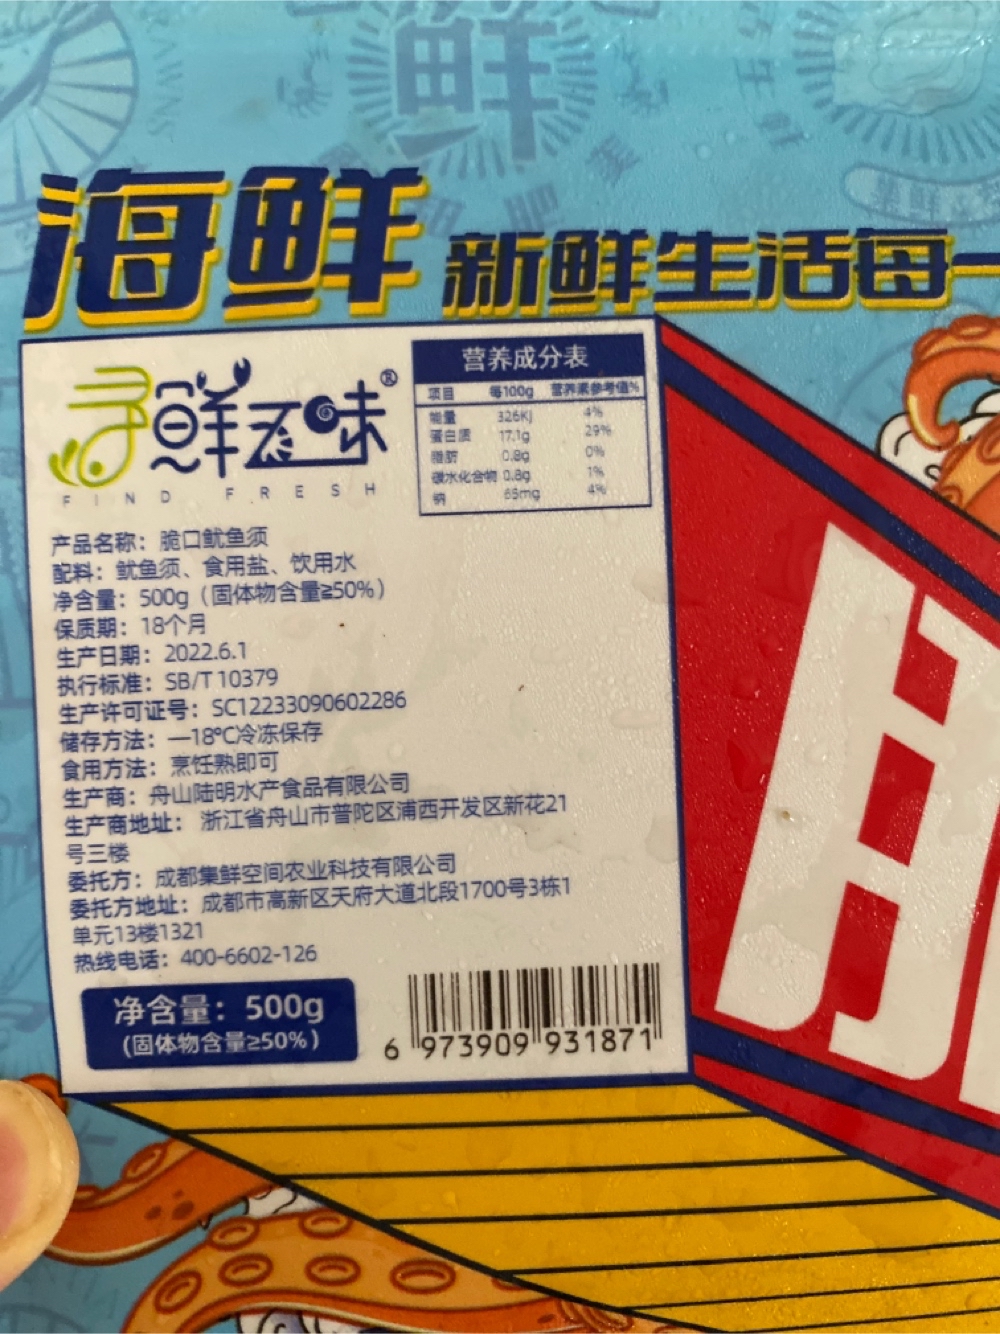 鲜
海鲜 新鲜生活每一
寻鲜五味®
FIND FRESH
营养成分表
项目 每100g 营养素参考值%
能量 326KJ 4%
蛋白质 17.1g 29%
脂肪 0.8g 0%
碳水化合物 0.8g 1%
钠 65mg 4%
产品名称：脆口鱿鱼须
配料：鱿鱼须、食用盐、饮用水
净含量：500g（固体物含量≥50%）
保质期：18个月
生产日期：2022.6.1
执行标准：SB/T 10379
生产许可证号：SC12233090602286
储存方法：—18℃冷冻保存
食用方法：烹饪熟即可
生产商：舟山陆明水产食品有限公司
生产商地址：浙江省舟山市普陀区浦西开发区新花21
号三楼
委托方：成都集鲜空间农业科技有限公司
委托方地址：成都市高新区天府大道北段1700号3栋1
单元13楼1321
热线电话：400-6602-126
净含量：500g
(固体物含量≥50%)
6 973909 931871